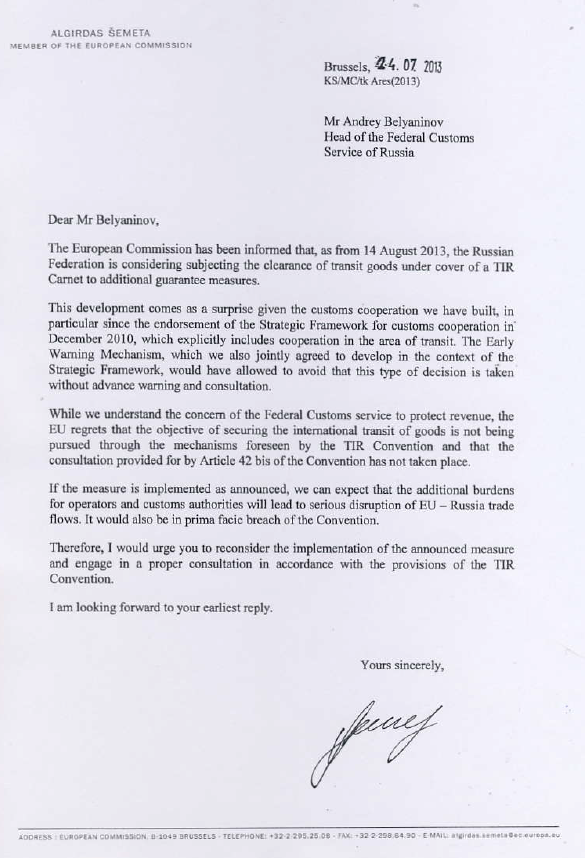 ALGIRDAS ŠEMETA
MEMBER OF THE EUROPEAN COMMISSION
Brussels, 24. 07. 2013
KS/MC/tk Ares(2013)
Mr Andrey Belyaninov
Head of the Federal Customs
Service of Russia
Dear Mr Belyaninov,
The European Commission has been informed that, as from 14 August 2013, the Russian
Federation is considering subjecting the clearance of transit goods under cover of a TIR
Carnet to additional guarantee measures.
This development comes as a surprise given the customs cooperation we have built, in
particular since the endorsement of the Strategic Framework for customs cooperation in
December 2010, which explicitly includes cooperation in the area of transit. The Early
Warning Mechanism, which we also jointly agreed to develop in the context of the
Strategic Framework, would have allowed to avoid that this type of decision is taken
without advance warning and consultation.
While we understand the concern of the Federal Customs service to protect revenue, the
EU regrets that the objective of securing the international transit of goods is not being
pursued through the mechanisms foreseen by the TIR Convention and that the
consultation provided for by Article 42 bis of the Convention has not taken place.
If the measure is implemented as announced, we can expect that the additional burdens
for operators and customs authorities will lead to serious disruption of EU – Russia trade
flows. It would also be in prima facie breach of the Convention.
Therefore, I would urge you to reconsider the implementation of the announced measure
and engage in a proper consultation in accordance with the provisions of the TIR
Convention.
I am looking forward to your earliest reply.
Yours sincerely,
ADDRESS : EUROPEAN COMMISSION, B-1049 BRUSSELS - TELEPHONE: +32-2-295.25.08 - FAX: +32-2-298.84.90 - E-MAIL: algirdas.semeta@ec.europa.eu